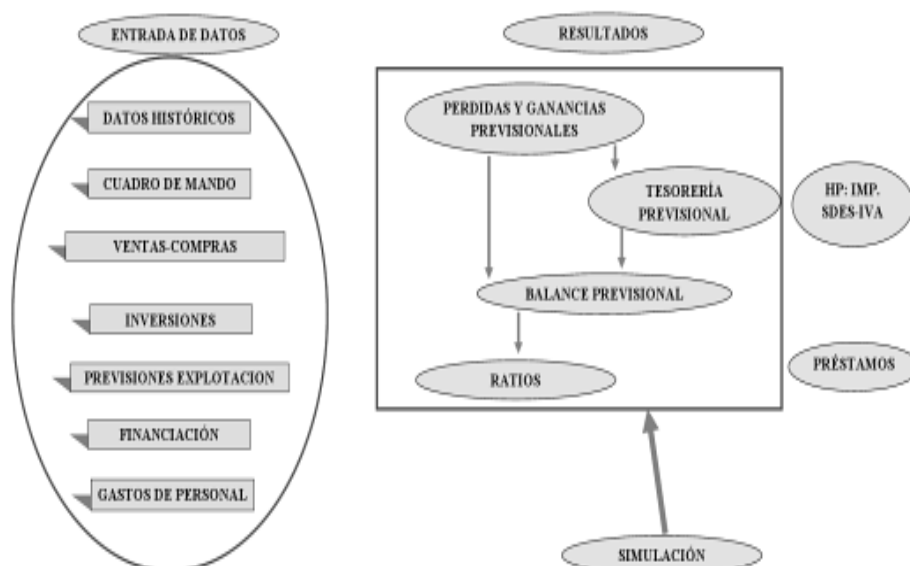 ENTRADA DE DATOS
DATOS HISTÓRICOS
CUADRO DE MANDO
VENTAS-COMPRAS
INVERSIONES
PREVISIONES EXPLOTACION
FINANCIACIÓN
GASTOS DE PERSONAL
RESULTADOS
PERDIDAS Y GANANCIAS
PREVISIONALES
TESORERÍA
PREVISIONAL
BALANCE PREVISIONAL
RATIOS
HP: IMP.
SDES-IVA
PRÉSTAMOS
SIMULACIÓN